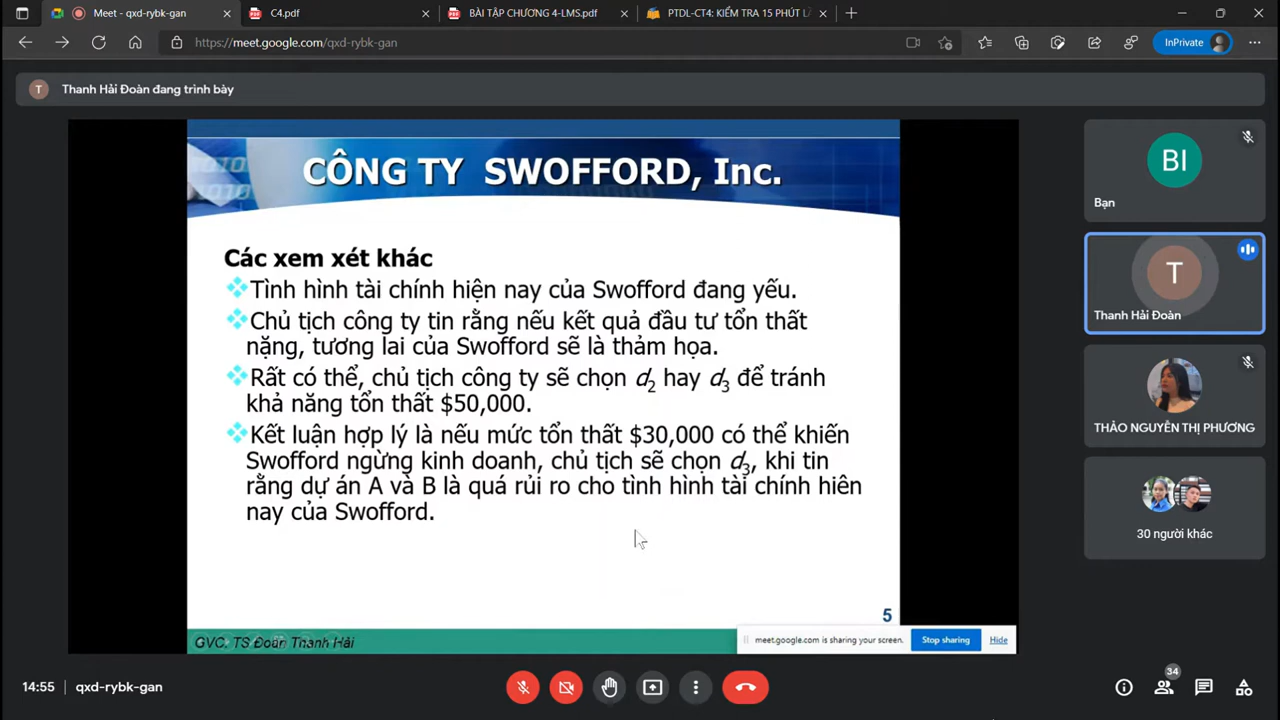 Meet - qxd-rybk-gan
C4.pdf
BÀI TẬP CHƯƠNG 4-LMS.pdf
PTDL-CT4: KIỂM TRA 15 PHÚT L
https://meet.google.com/qxd-rybk-gan
InPrivate
T
Thanh Hải Đoàn đang trình bày
CÔNG TY SWOFFORD, Inc.
Các xem xét khác
Tình hình tài chính hiện nay của Swofford đang yếu.
Chủ tịch công ty tin rằng nếu kết quả đầu tư tổn thất
nặng, tương lai của Swofford sẽ là thảm họa.
Rất có thể, chủ tịch công ty sẽ chọn d2 hay d3 để tránh
khả năng tổn thất $50,000.
Kết luận hợp lý là nếu mức tổn thất $30,000 có thể khiến
Swofford ngừng kinh doanh, chủ tịch sẽ chọn d3, khi tin
rằng dự án A và B là quá rủi ro cho tình hình tài chính hiên
nay của Swofford.
5
GVC, TS Đoàn Thanh Hải
meet.google.com is sharing your screen.
Stop sharing
Hide
BI
Bạn
T
Thanh Hải Đoàn
THẢO NGUYỄN THỊ PHƯƠNG
30 người khác
14:55
qxd-rybk-gan
34